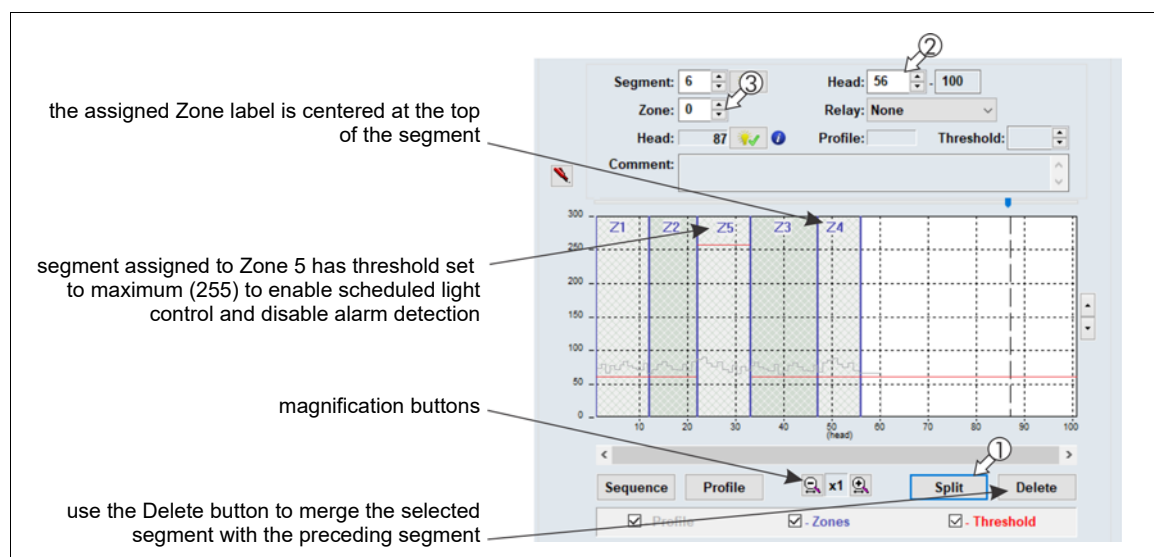 ②
Segment: 6
Head: 56 - 100
③
Zone: 0
Relay: None
Head: 87
Profile:
Threshold:
Comment:
the assigned Zone label is centered at the top
of the segment
segment assigned to Zone 5 has threshold set
to maximum (255) to enable scheduled light
control and disable alarm detection
magnification buttons
use the Delete button to merge the selected
segment with the preceding segment
300
250
200
150
100
50
0
Z1 Z2 Z5 Z3 Z4
10 20 30 40 50 60 70 80 90 100
(head)
①
Sequence Profile x1 Split Delete
- Profile - Zones - Threshold